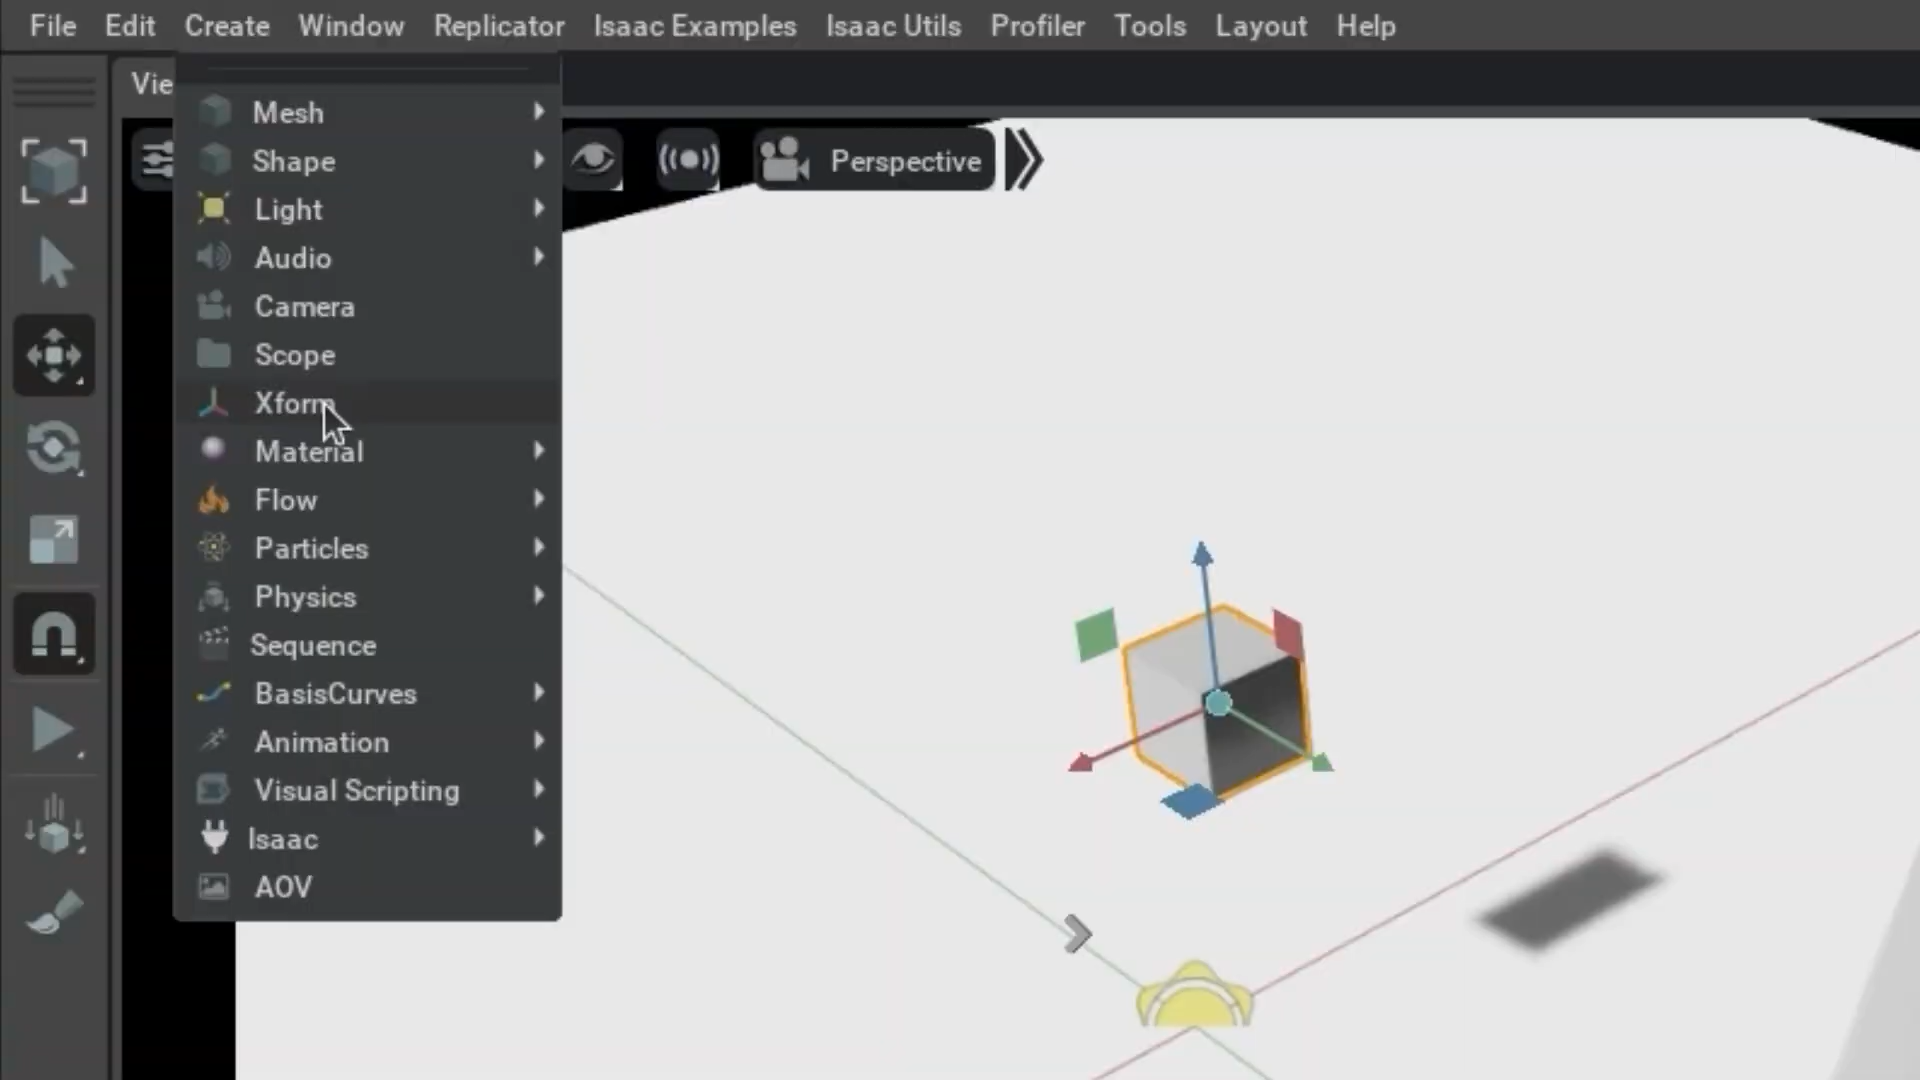 File Edit Create Window Replicator Isaac Examples Isaac Utils Profiler Tools Layout Help
Vie
Perspective
Mesh
Shape
Light
Audio
Camera
Scope
Xform
Material
Flow
Particles
Physics
Sequence
BasisCurves
Animation
Visual Scripting
Isaac
AOV